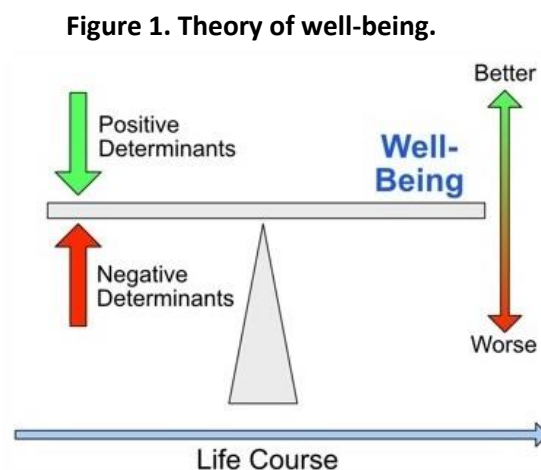 Figure 1. Theory of well-being.
Better
Positive
Determinants
Well-
Being
Negative
Determinants
Worse
Life Course